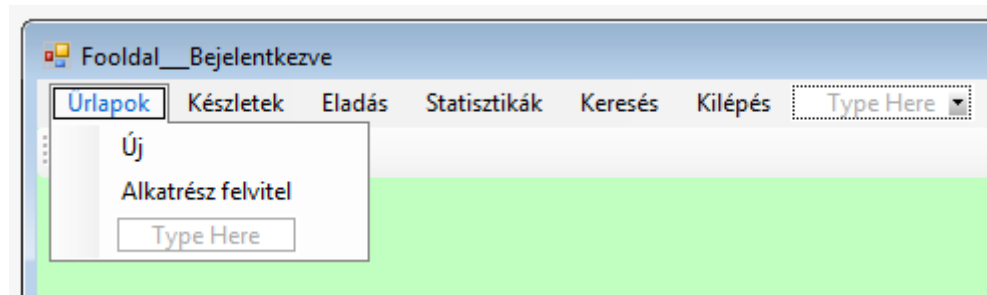 Fooldal__Bejelentkezve
Űrlapok Készletek Eladás Statisztikák Keresés Kilépés Type Here
Új
Alkatrész felvitel
Type Here